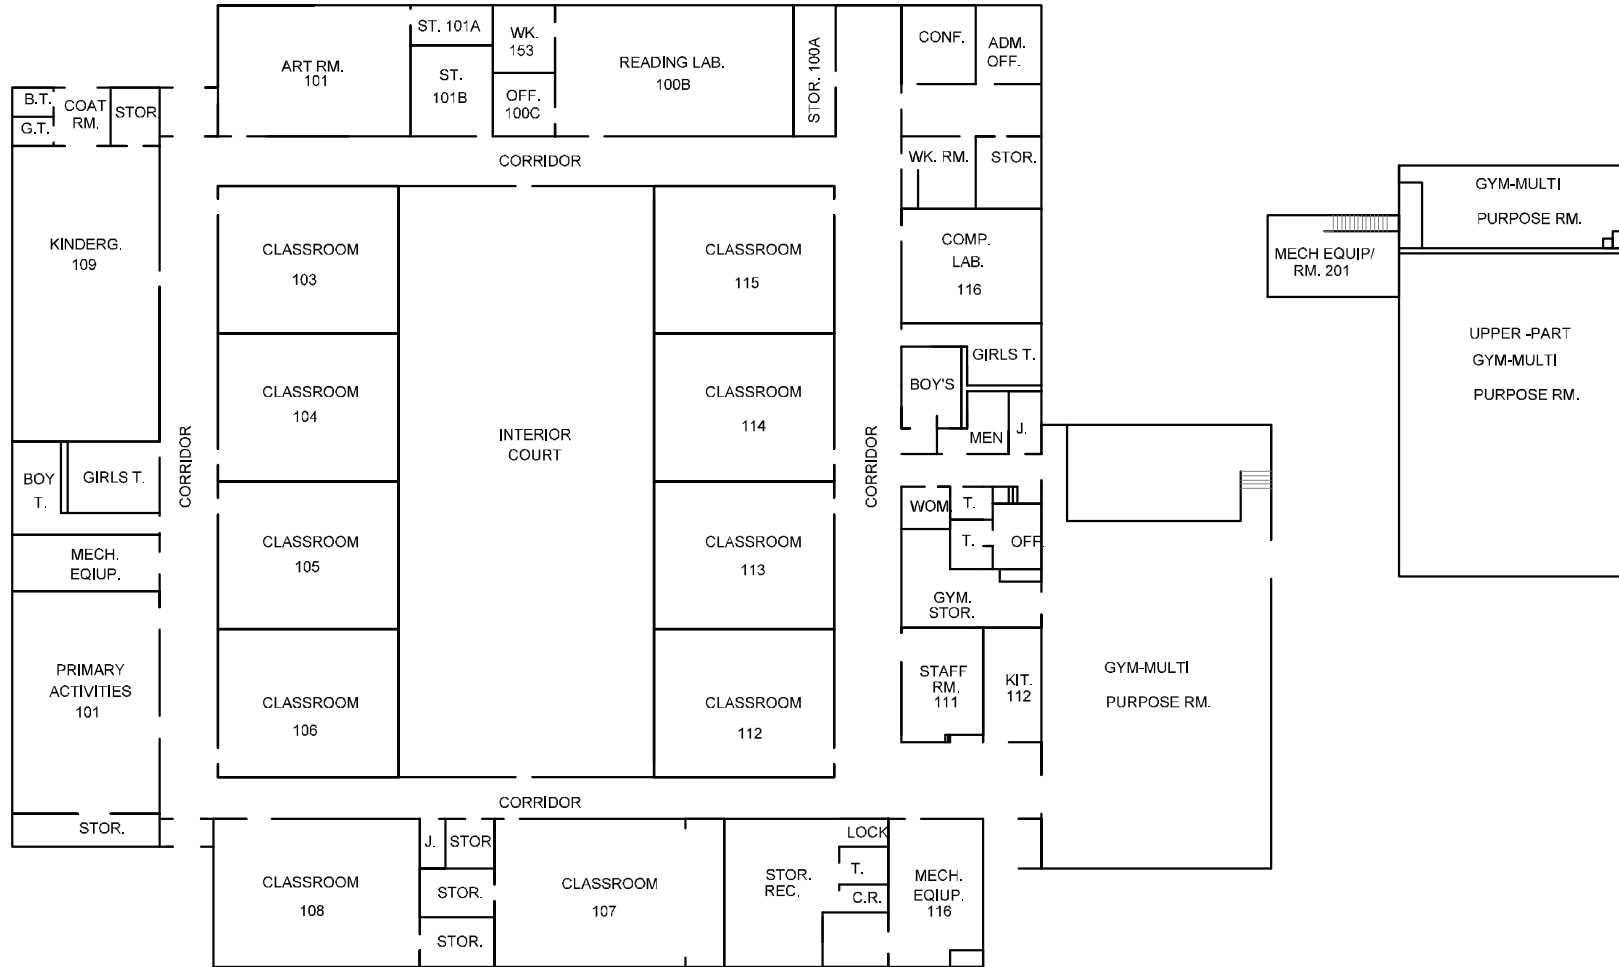 ST. 101A
WK.
153
ART RM.
101
ST.
101B
OFF.
100C
READING LAB.
100B
STOR. 100A
CONF.
ADM.
OFF.
B.T.
G.T.
COAT
RM.
STOR.
CORRIDOR
WK. RM.
STOR.
KINDERG.
109
CLASSROOM
103
CLASSROOM
115
COMP.
LAB.
116
GYM-MULTI
PURPOSE RM.
MECH EQUIP/
RM. 201
UPPER -PART
GYM-MULTI
PURPOSE RM.
CLASSROOM
104
INTERIOR
COURT
CLASSROOM
114
GIRLS T.
BOY'S
MEN
J.
CORRIDOR
CORRIDOR
BOY
T.
GIRLS T.
WOM.
T.
T.
OFF.
MECH.
EQIUP.
CLASSROOM
105
CLASSROOM
113
GYM.
STOR.
PRIMARY
ACTIVITIES
101
CLASSROOM
106
CLASSROOM
112
STAFF
RM.
111
KIT.
112
GYM-MULTI
PURPOSE RM.
CORRIDOR
STOR.
J.
STOR
LOCK
CLASSROOM
108
STOR.
STOR.
CLASSROOM
107
STOR.
REC.
T.
C.R.
MECH.
EQIUP.
116